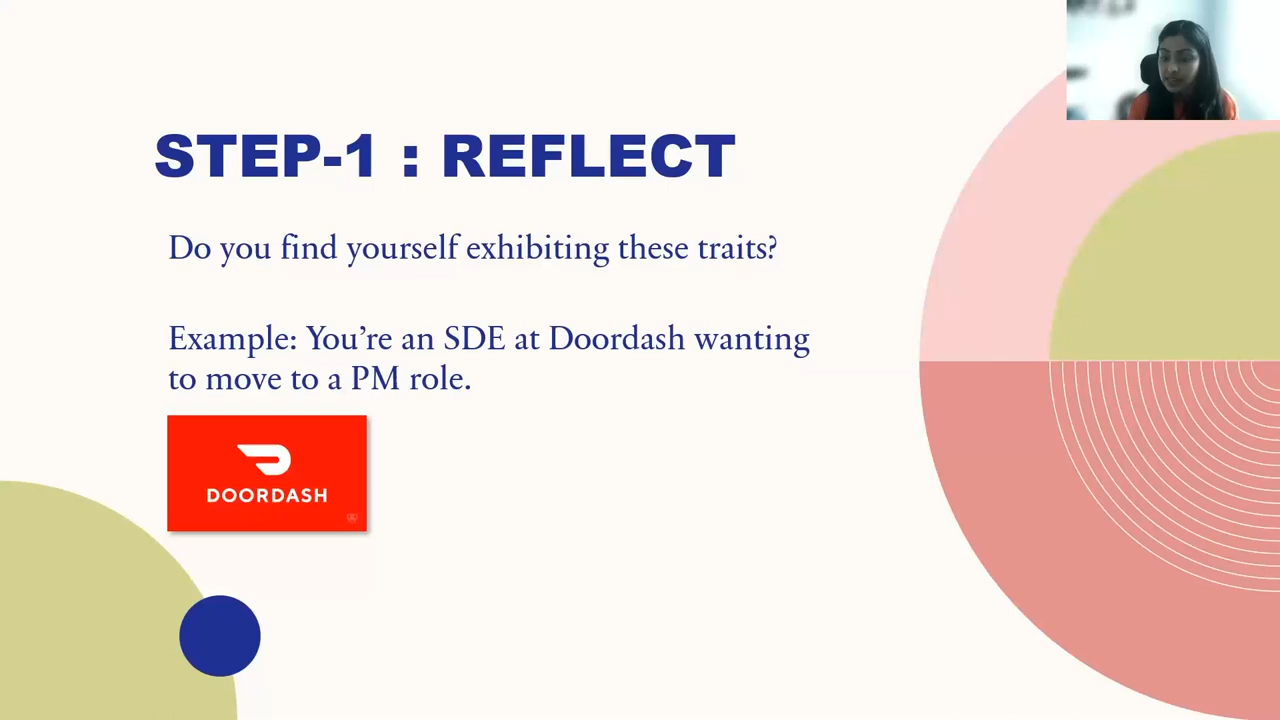 STEP-1 : REFLECT
Do you find yourself exhibiting these traits?
Example: You’re an SDE at Doordash wanting
to move to a PM role.
DOORDASH